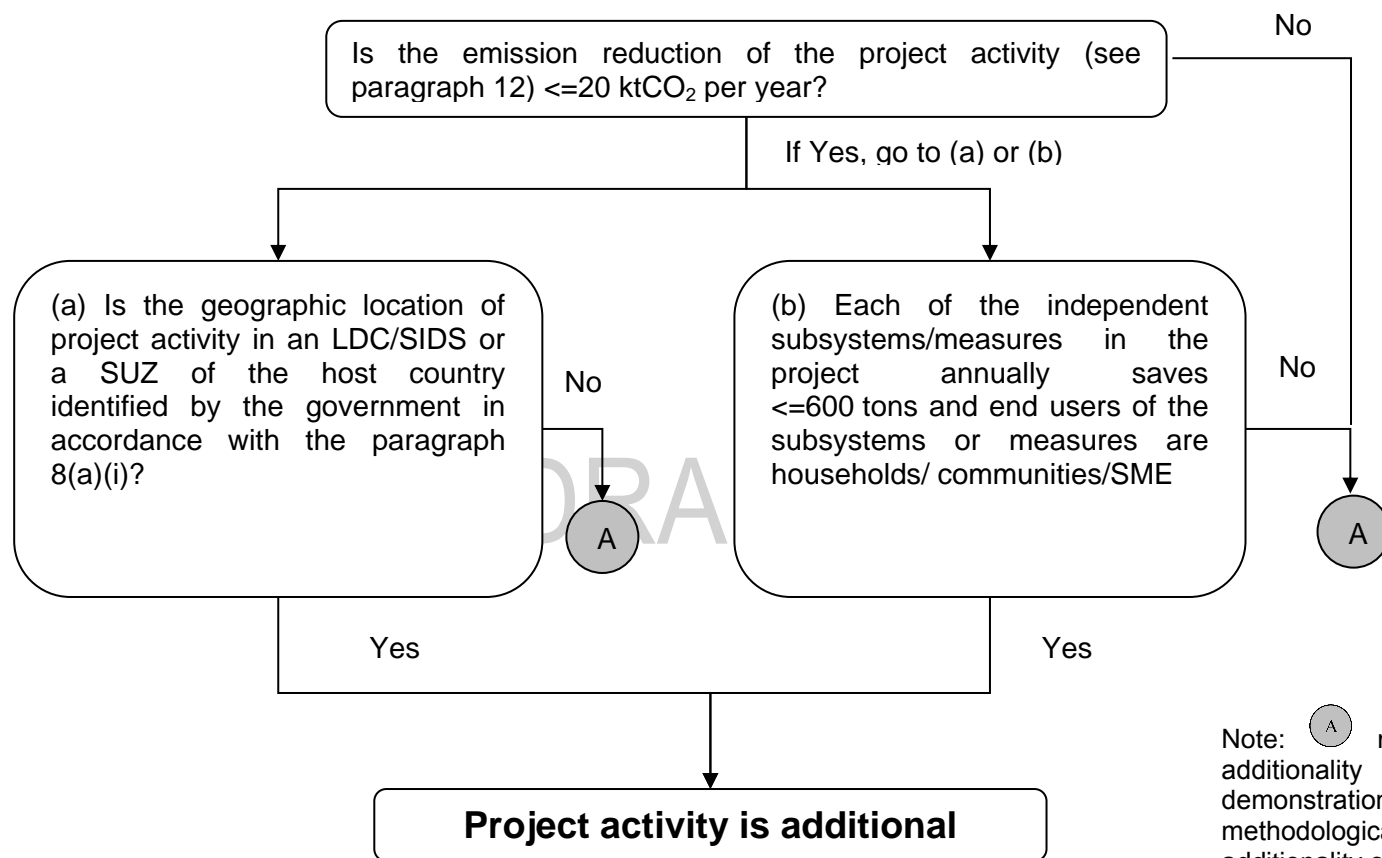 No
Is the emission reduction of the project activity (see
paragraph 12) <=20 ktCO₂ per year?
If Yes, go to (a) or (b)
(a) Is the geographic location of
project activity in an LDC/SIDS or
a SUZ of the host country
identified by the government in
accordance with the paragraph
8(a)(i)?
No
A
(b) Each of the independent
subsystems/measures in the
project annually saves
<=600 tons and end users of the
subsystems or measures are
households/ communities/SME
No
A
DRA
Yes
Yes
Project activity is additional
Note: A
additionality
demonstration
methodologica
additionality